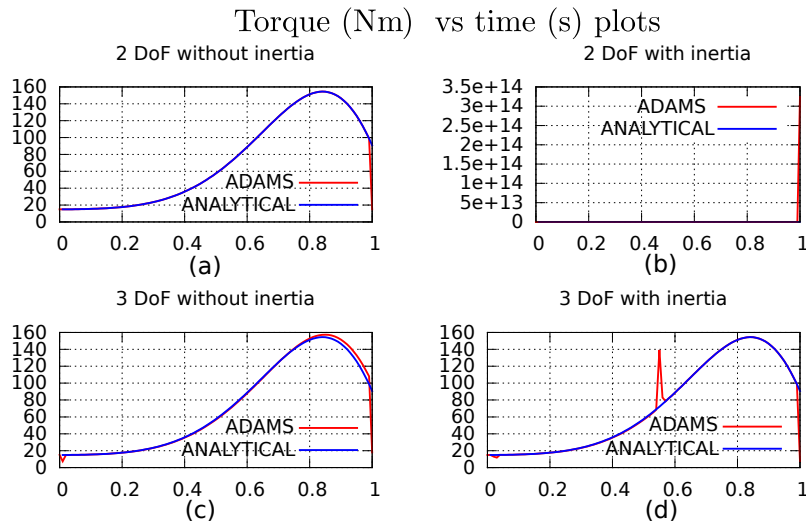 Torque (Nm) vs time (s) plots
2 DoF without inertia
160
140
120
100
80
60
40
20
0
0 0.2 0.4 0.6 0.8 1
ADAMS
ANALYTICAL
(a)
2 DoF with inertia
3.5e+14
3e+14
2.5e+14
2e+14
1.5e+14
1e+14
5e+13
0
0 0.2 0.4 0.6 0.8 1
ADAMS
ANALYTICAL
(b)
3 DoF without inertia
160
140
120
100
80
60
40
20
0
0 0.2 0.4 0.6 0.8 1
ADAMS
ANALYTICAL
(c)
3 DoF with inertia
160
140
120
100
80
60
40
20
0
0 0.2 0.4 0.6 0.8 1
ADAMS
ANALYTICAL
(d)